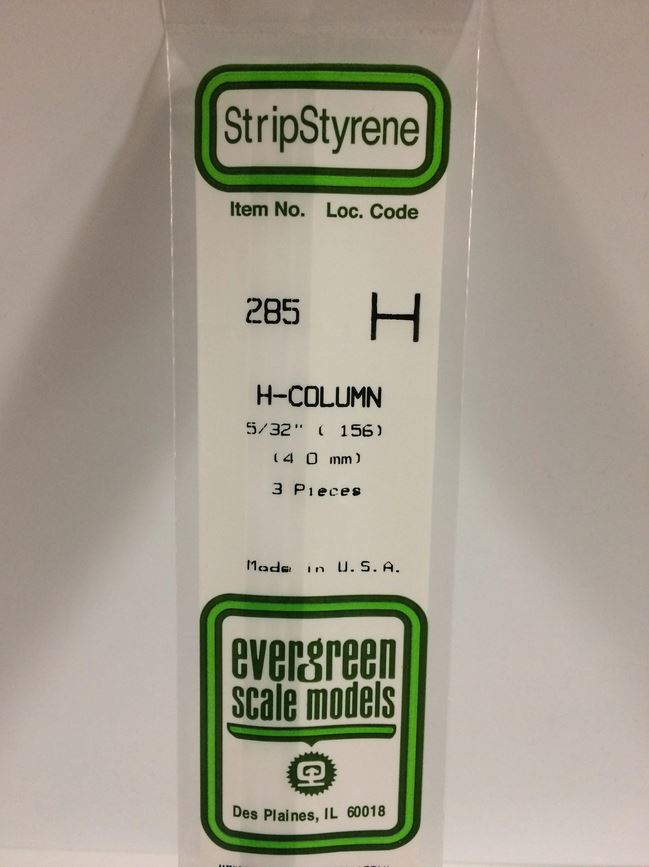 StripStyrene
Item No. Loc. Code
285 H
H-COLUMN
5/32" ( 156)
(4 0 mm)
3 Pieces
Made in U.S.A.
evergreen
scale models
Des Plaines, IL 60018